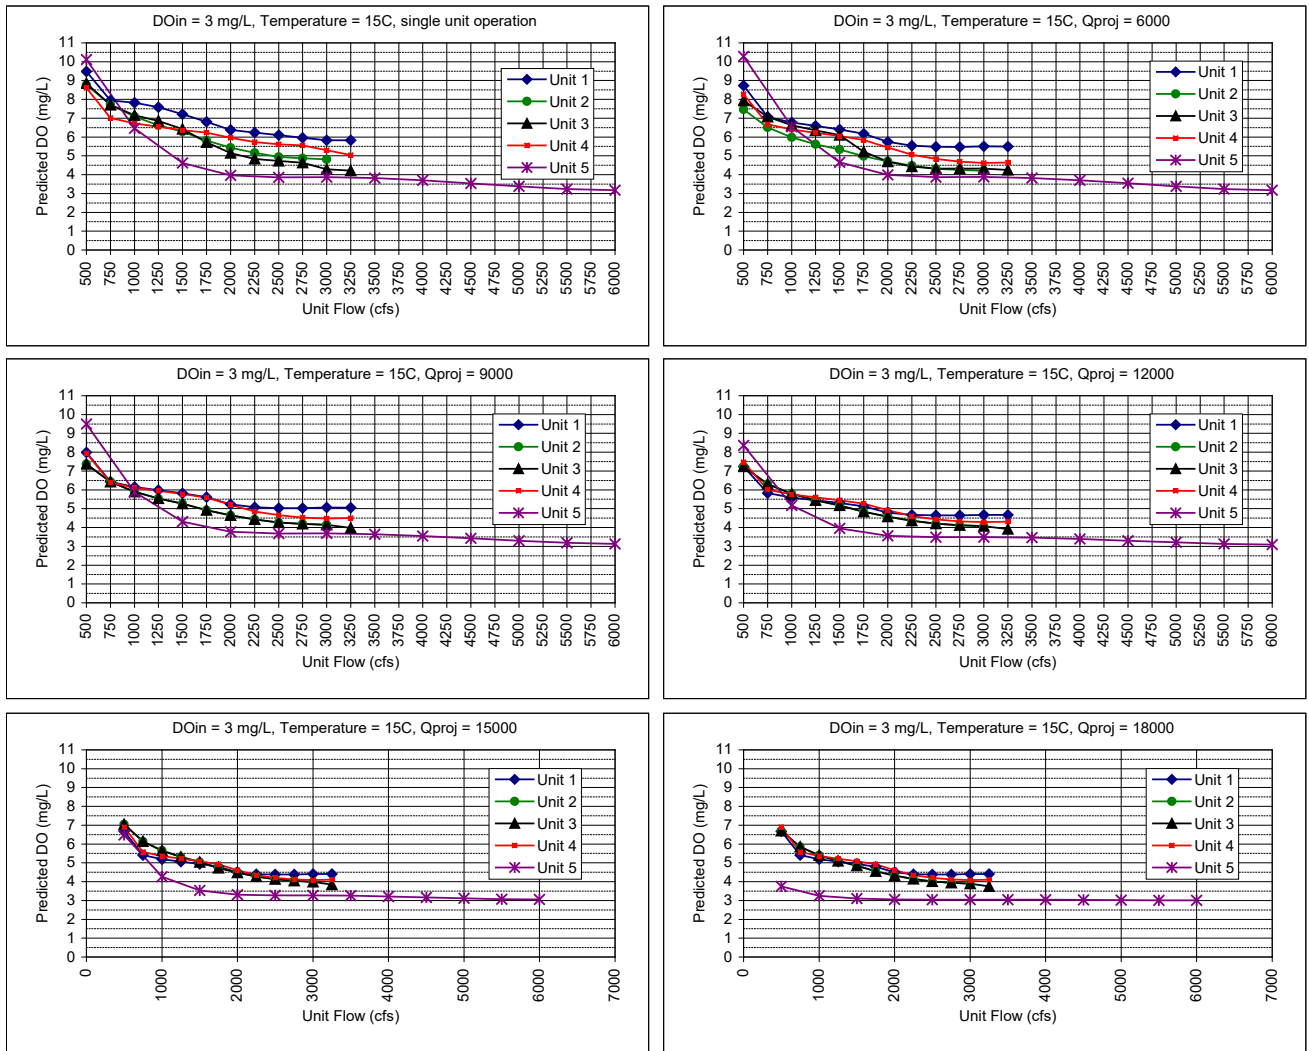 DOin = 3 mg/L, Temperature = 15C, single unit operation
Predicted DO (mg/L)
11
10
9
8
7
6
5
4
3
2
1
0
Unit 1
Unit 2
Unit 3
Unit 4
Unit 5
500 750 1000 1250 1500 1750 2000 2250 2500 2750 3000 3250 3500 3750 4000 4250 4500 4750 5000 5250 5500 5750 6000
Unit Flow (cfs)
DOin = 3 mg/L, Temperature = 15C, Qproj = 6000
Predicted DO (mg/L)
11
10
9
8
7
6
5
4
3
2
1
0
Unit 1
Unit 2
Unit 3
Unit 4
Unit 5
500 750 1000 1250 1500 1750 2000 2250 2500 2750 3000 3250 3500 3750 4000 4250 4500 4750 5000 5250 5500 5750 6000
Unit Flow (cfs)
DOin = 3 mg/L, Temperature = 15C, Qproj = 9000
Predicted DO (mg/L)
11
10
9
8
7
6
5
4
3
2
1
0
Unit 1
Unit 2
Unit 3
Unit 4
Unit 5
500 750 1000 1250 1500 1750 2000 2250 2500 2750 3000 3250 3500 3750 4000 4250 4500 4750 5000 5250 5500 5750 6000
Unit Flow (cfs)
DOin = 3 mg/L, Temperature = 15C, Qproj = 12000
Predicted DO (mg/L)
11
10
9
8
7
6
5
4
3
2
1
0
Unit 1
Unit 2
Unit 3
Unit 4
Unit 5
500 750 1000 1250 1500 1750 2000 2250 2500 2750 3000 3250 3500 3750 4000 4250 4500 4750 5000 5250 5500 5750 6000
Unit Flow (cfs)
DOin = 3 mg/L, Temperature = 15C, Qproj = 15000
Predicted DO (mg/L)
11
10
9
8
7
6
5
4
3
2
1
0
Unit 1
Unit 2
Unit 3
Unit 4
Unit 5
0 1000 2000 3000 4000 5000 6000 7000
Unit Flow (cfs)
DOin = 3 mg/L, Temperature = 15C, Qproj = 18000
Predicted DO (mg/L)
11
10
9
8
7
6
5
4
3
2
1
0
Unit 1
Unit 2
Unit 3
Unit 4
Unit 5
0 1000 2000 3000 4000 5000 6000 7000
Unit Flow (cfs)